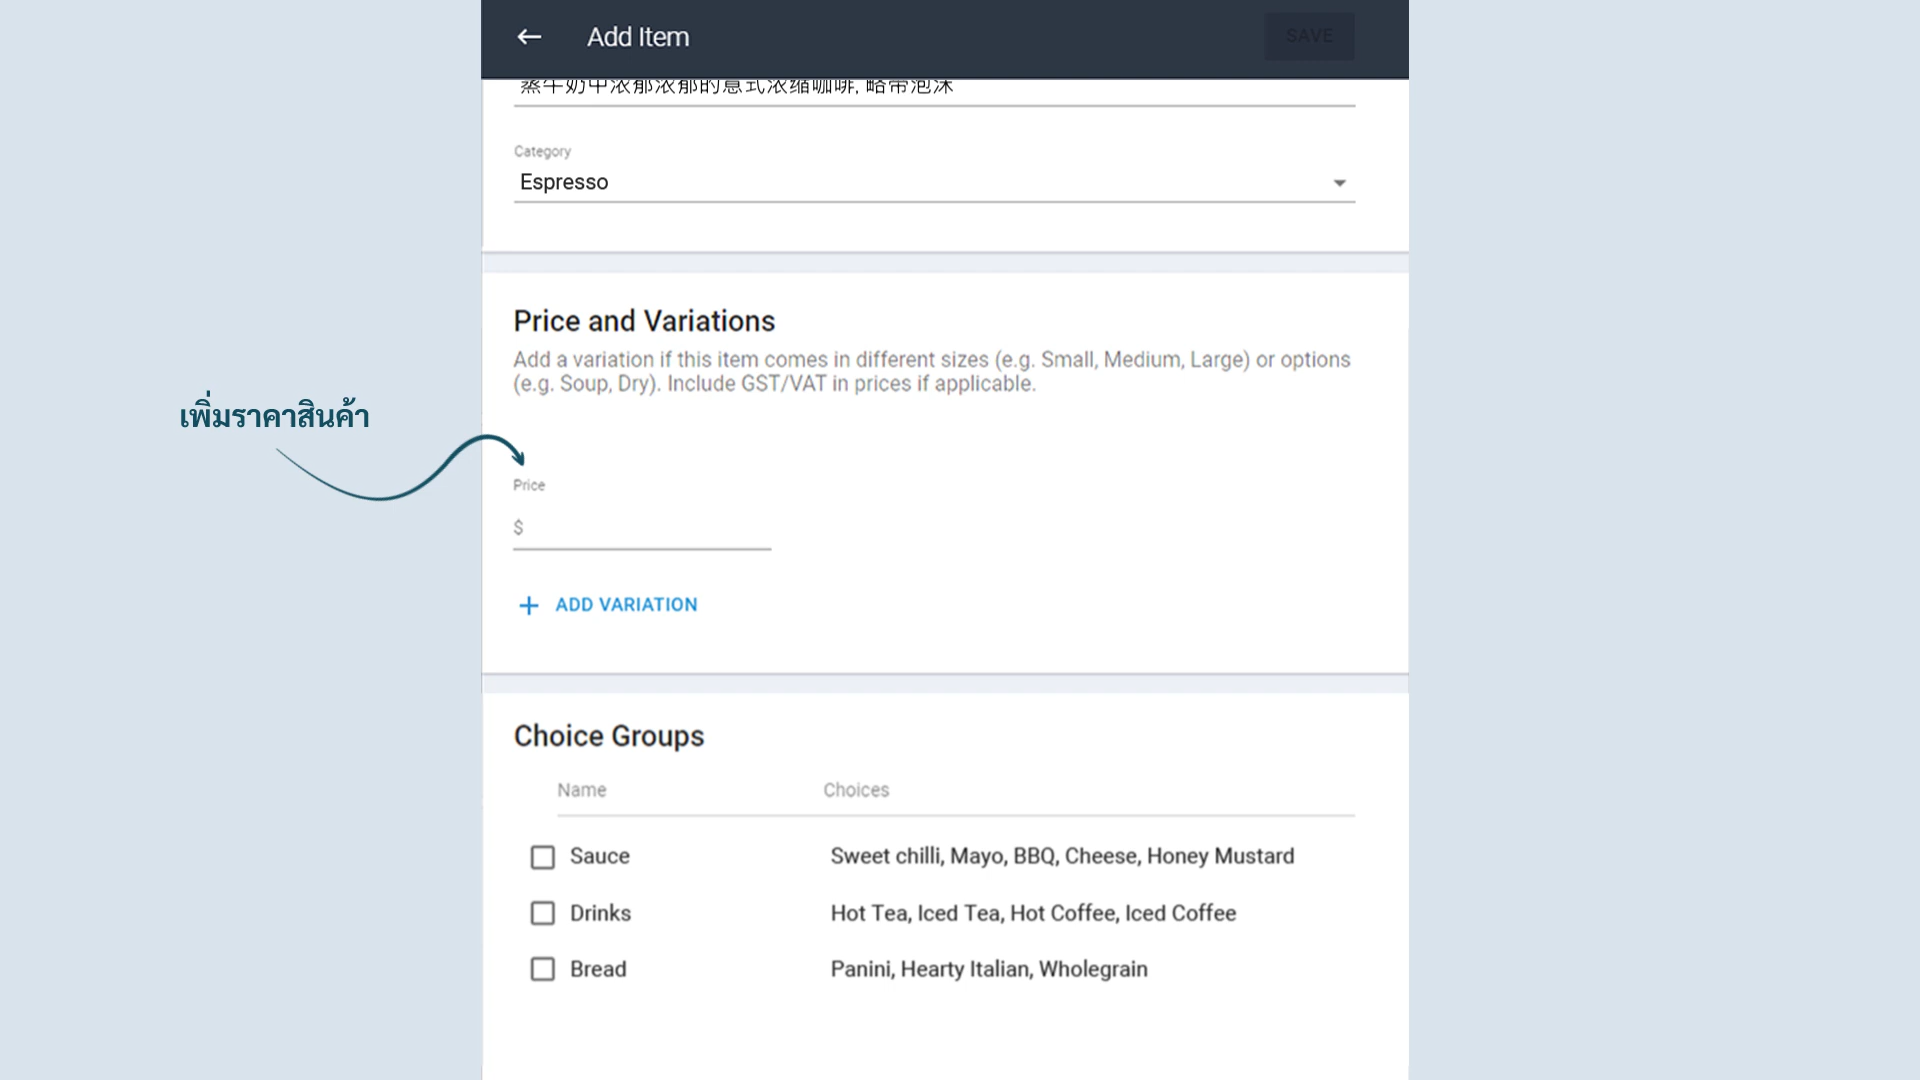 Add Item
SAVE
蒸牛奶中浓郁浓郁的意式浓缩咖啡, 略带泡沫
Category
Espresso
Price and Variations
Add a variation if this item comes in different sizes (e.g. Small, Medium, Large) or options
(e.g. Soup, Dry). Include GST/VAT in prices if applicable.
เพิ่มราคาสินค้า
Price
$
+ ADD VARIATION
Choice Groups
Name Choices
Sauce Sweet chilli, Mayo, BBQ, Cheese, Honey Mustard
Drinks Hot Tea, Iced Tea, Hot Coffee, Iced Coffee
Bread Panini, Hearty Italian, Wholegrain